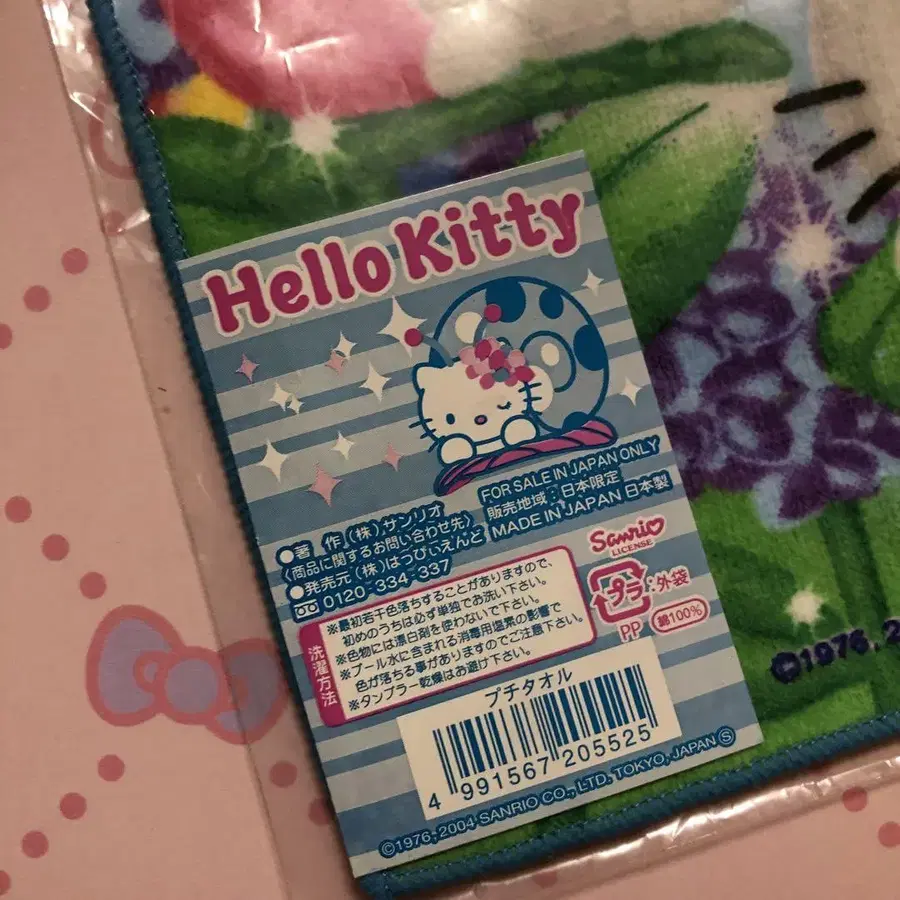 Hello Kitty
FOR SALE IN JAPAN ONLY
販売地域:日本限定
MADE IN JAPAN 日本製
●著 作(株)サンリオ
〈商品に関するお問い合わせ先〉
●発売元(株)はっぴいえんど
0120-334-337
Sanrio
LICENSE
プラ
:外袋
PP
綿100%
洗濯方法
※最初若干色落ちすることがありますので、
初めのうちは必ず単独でお洗い下さい。
※色物には漂白剤を使わないで下さい。
※プール水に含まれる消毒用塩素の影響で
色が落ちる事がありますのでご注意下さい。
※タンブラー乾燥はお避け下さい。
プチタオル
4 991567 205525
©1976, 2004 SANRIO CO., LTD. TOKYO, JAPAN Ⓢ
©1976, 2